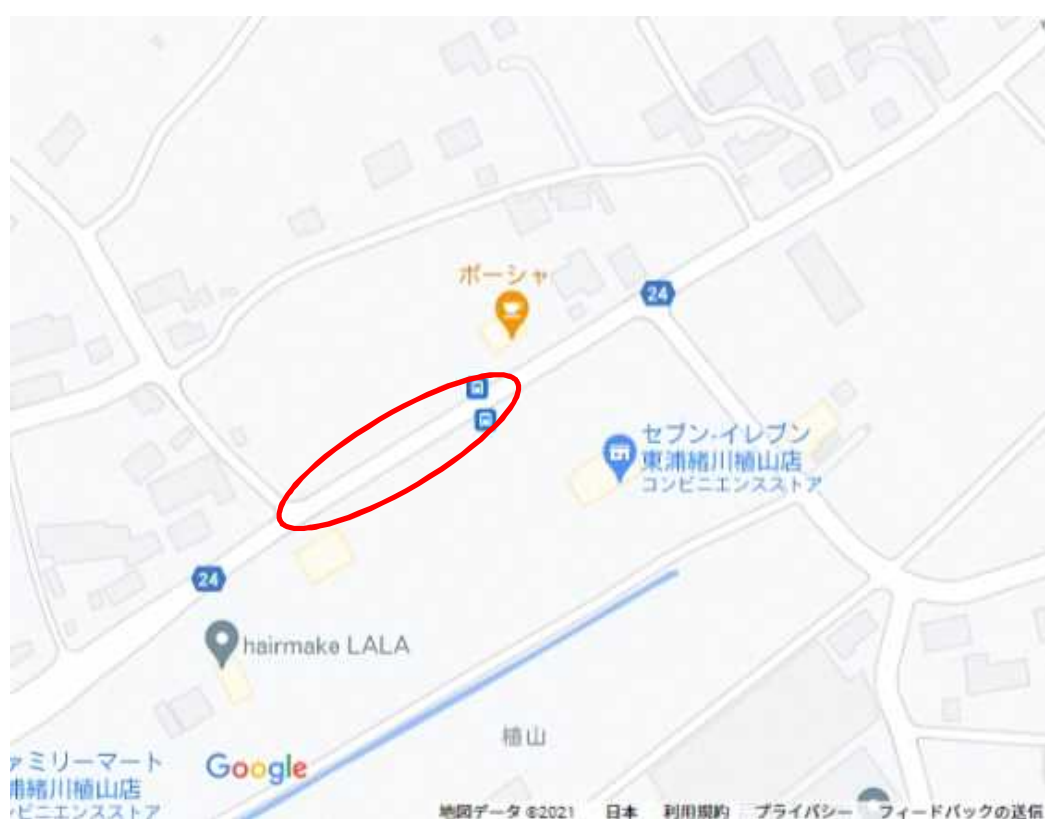 ポーシャ
24
セブン-イレブン
東浦緒川植山店
コンビニエンスストア
24
hairmake LALA
植山
ァミリーマート
浦緒川植山店
ンビニエンスストア
Google
地図データ ©2021 日本 利用規約 プライバシー フィードバックの送信